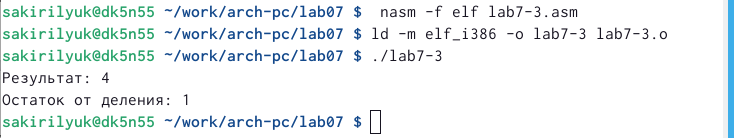 sakirilyuk@dk5n55 ~/work/arch-pc/lab07 $  nasm -f elf lab7-3.asm
sakirilyuk@dk5n55 ~/work/arch-pc/lab07 $ ld -m elf_i386 -o lab7-3 lab7-3.o
sakirilyuk@dk5n55 ~/work/arch-pc/lab07 $ ./lab7-3
Результат: 4
Остаток от деления: 1
sakirilyuk@dk5n55 ~/work/arch-pc/lab07 $